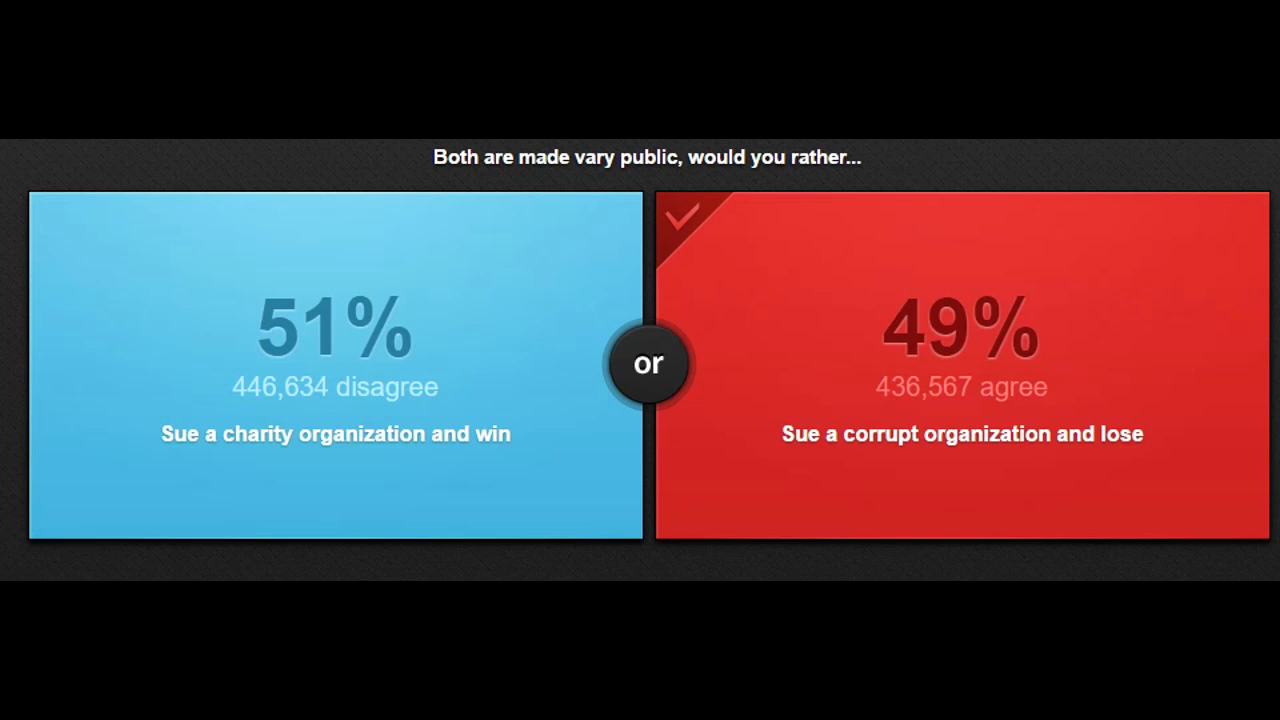 Both are made vary public, would you rather...
51%
446,634 disagree
Sue a charity organization and win
or
49%
436,567 agree
Sue a corrupt organization and lose